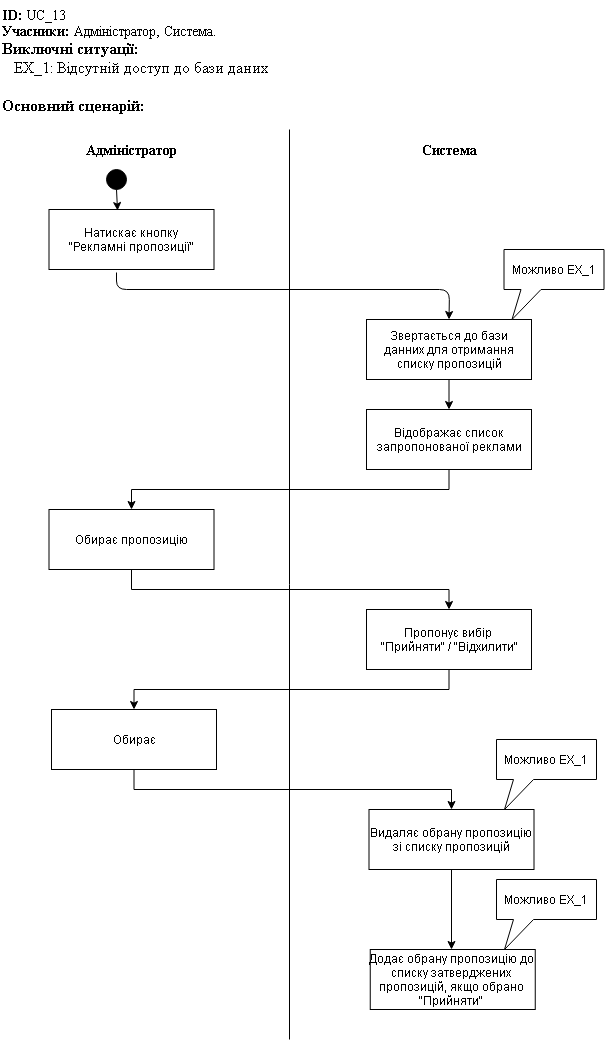 ID: UC_13
Учасники: Адміністратор, Система.
Виключні ситуації:
EX_1: Відсутній доступ до бази даних
Основний сценарій:
Адміністратор
Система
Натискає кнопку
"Рекламні пропозиції"
Можливо EX_1
Звертається до бази
данних для отримання
списку пропозицій
Відображає список
запропонованої реклами
Обирає пропозицію
Пропонує вибір
"Прийняти" / "Відхилити"
Обирає
Можливо EX_1
Видаляє обрану пропозицію
зі списку пропозицій
Можливо EX_1
Додає обрану пропозицію до
списку затверджених
пропозицій, якщо обрано
"Прийняти"